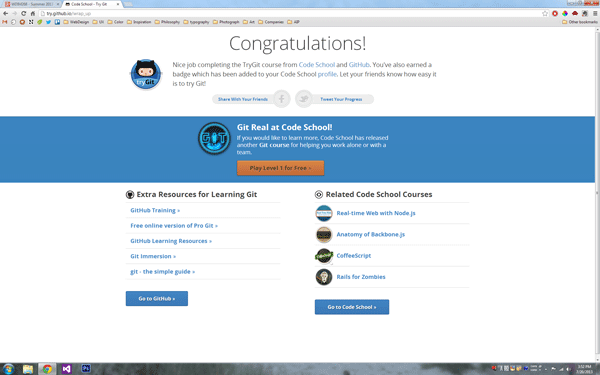 Code School - Try Git
try.github.io/wrap_up
Apps
WebDesign
UX
Color
Inspiration
Philosophy
typography
Photograph
Art
Companies
Other bookmarks
Congratulations!
Nice job completing the TryGit course from Code School and GitHub. You've also earned a
badge which has been added to your Code School profile. Let your friends know how easy it
is to try Git!
tryGit
Share With Your Friends
Tweet Your Progress
Git Real at Code School!
If you would like to learn more, Code School has released
another Git course for helping you work alone or with a
team.
GIT
Play Level 1 for Free »
Extra Resources for Learning Git
GitHub Training »
Free online version of Pro Git »
GitHub Learning Resources »
Git Immersion »
git - the simple guide »
Go to GitHub »
Related Code School Courses
Real-time Web with Node.js
Anatomy of Backbone.js
CoffeeScript
Rails for Zombies
Go to Code School »
Ps
3:52 PM